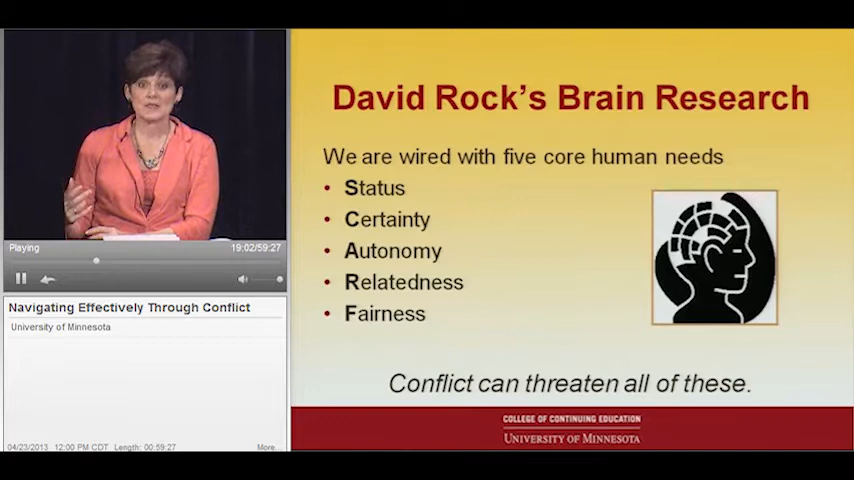 David Rock's Brain Research
We are wired with five core human needs
• Status
• Certainty
• Autonomy
• Relatedness
• Fairness
Conflict can threaten all of these.
COLLEGE OF CONTINUING EDUCATION
UNIVERSITY OF MINNESOTA
Playing 19:02/59:27
Navigating Effectively Through Conflict
University of Minnesota
04/23/2013 12:00 PM CDT Length: 00:59:27 More...